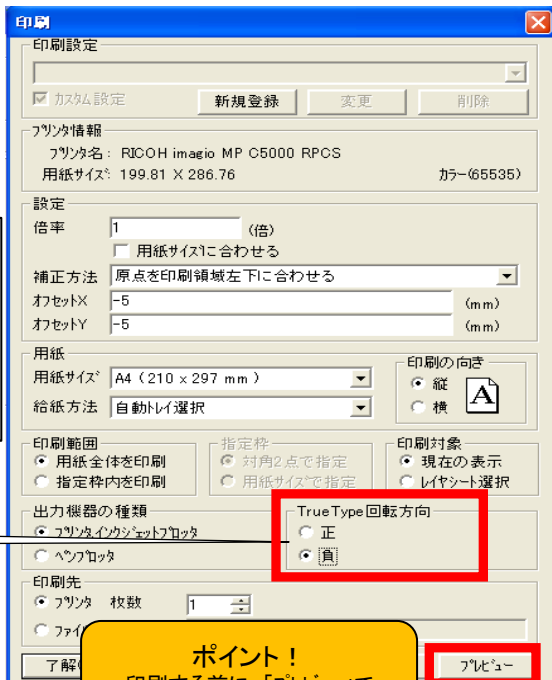 印刷
印刷設定
カスタム設定 新規登録 変更 削除
プリンタ情報
プリンタ名： RICOH imagio MP C5000 RPCS
用紙サイズ： 199.81 X 286.76 カラー(65535)
設定
倍率 1 (倍)
用紙サイズに合わせる
補正方法 原点を印刷領域左下に合わせる
オフセットX -5 (mm)
オフセットY -5 (mm)
用紙
用紙サイズ A4 ( 210 x 297 mm )
給紙方法 自動トレイ選択
印刷の向き
縦
横
A
印刷範囲
用紙全体を印刷
指定枠内を印刷
指定枠
対角2点で指定
用紙サイズで指定
印刷対象
現在の表示
レイヤシート選択
出力機器の種類
プリンタ,インクジェットプロッタ
ペンプロッタ
TrueType回転方向
正
負
印刷先
プリンタ 枚数 1
ファイ
了解
ポイント！
印刷する前に、「プレビュー」で
プレビュー